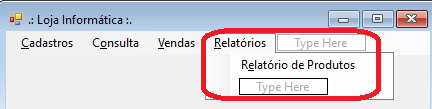 .: Loja Informática :.
Cadastros Consulta Vendas Relatórios Type Here
Relatório de Produtos
Type Here